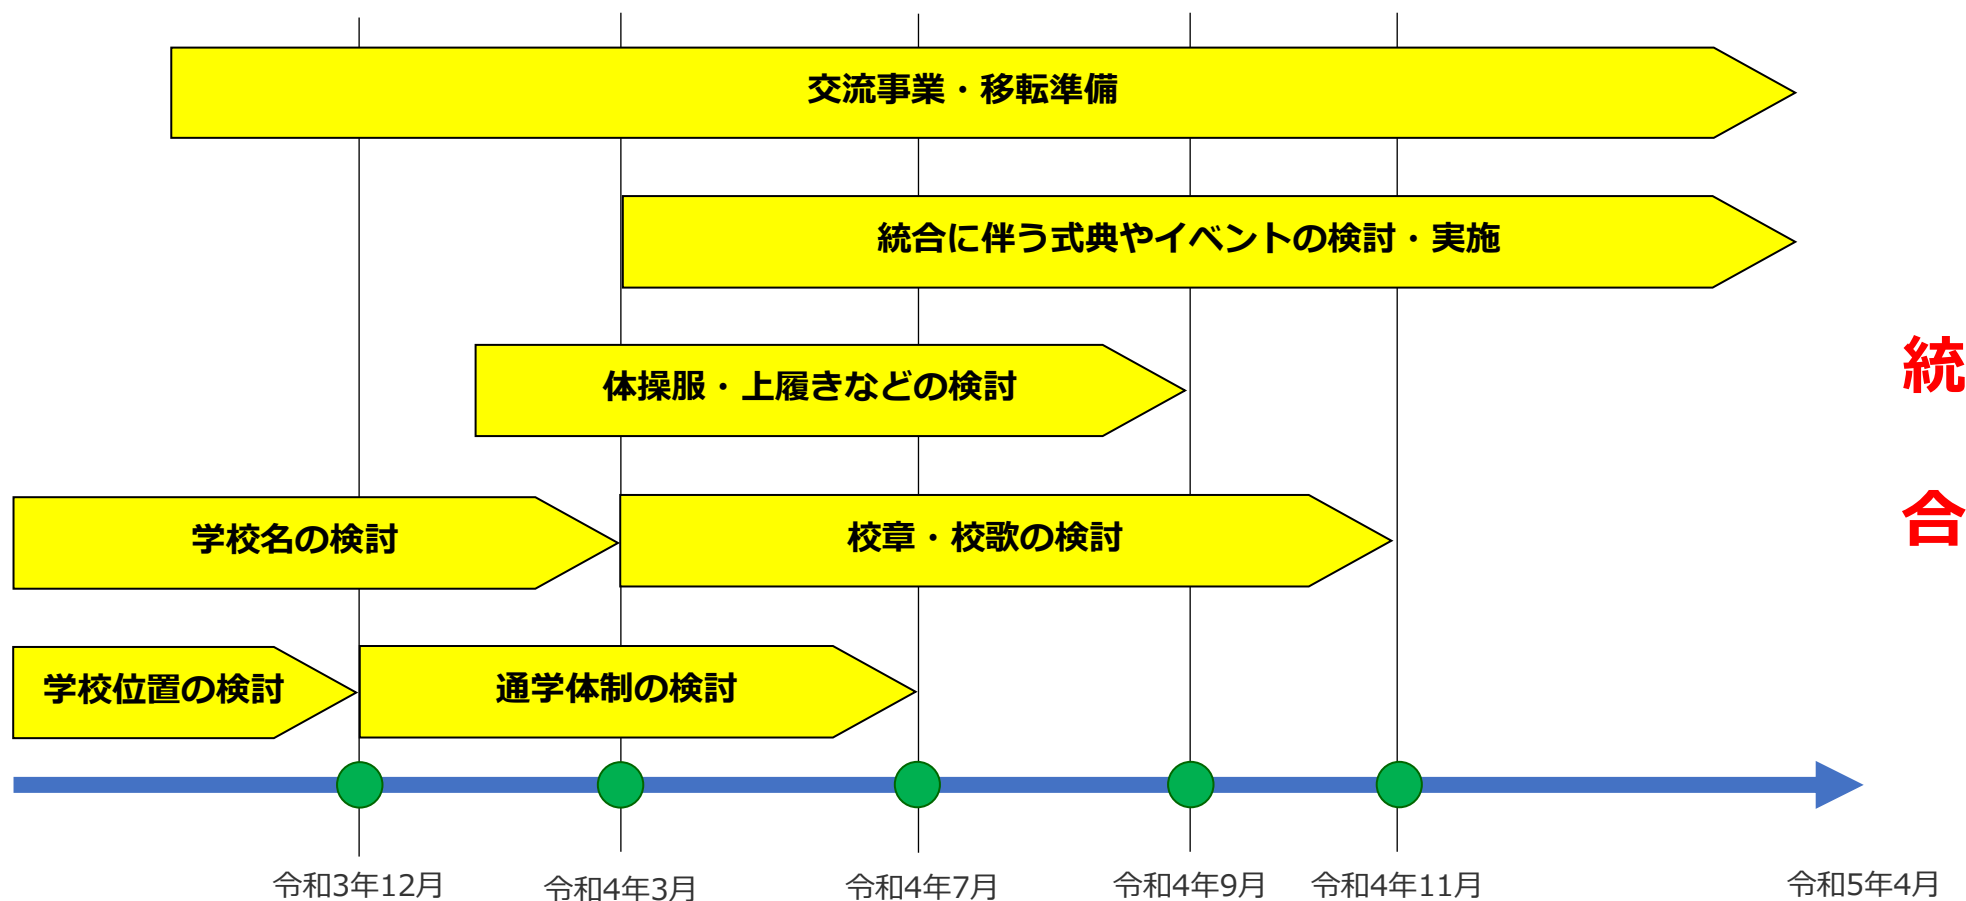 交流事業・移転準備
統合に伴う式典やイベントの検討・実施
体操服・上履きなどの検討
学校名の検討
校章・校歌の検討
学校位置の検討
通学体制の検討
統
合
令和3年12月
令和4年3月
令和4年7月
令和4年9月
令和4年11月
令和5年4月